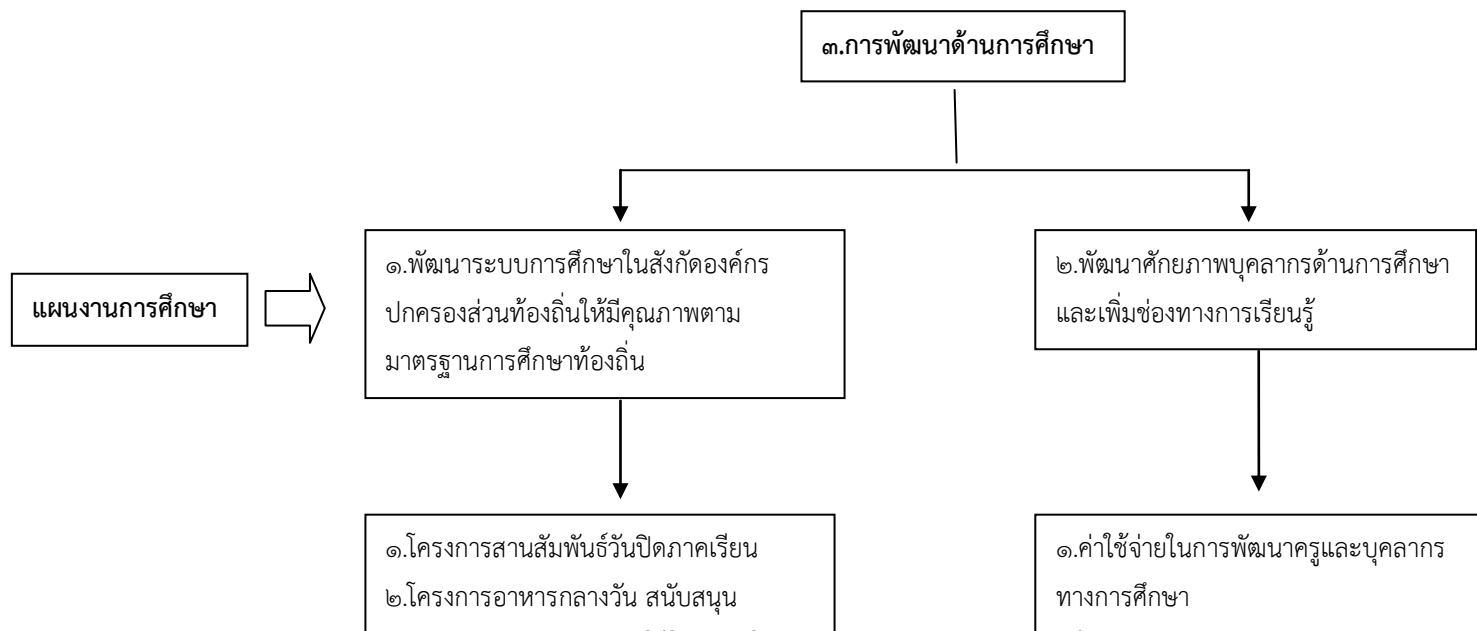 ๓.การพัฒนาด้านการศึกษา
แผนงานการศึกษา
๑.พัฒนาระบบการศึกษาในสังกัดองค์กร
ปกครองส่วนท้องถิ่นให้มีคุณภาพตาม
มาตรฐานการศึกษาท้องถิ่น
๒.พัฒนาศักยภาพบุคลากรด้านการศึกษา
และเพิ่มช่องทางการเรียนรู้
๑.โครงการสานสัมพันธ์วันปิดภาคเรียน
๒.โครงการอาหารกลางวัน สนับสนุน
๑.ค่าใช้จ่ายในการพัฒนาครูและบุคลากร
ทางการศึกษา